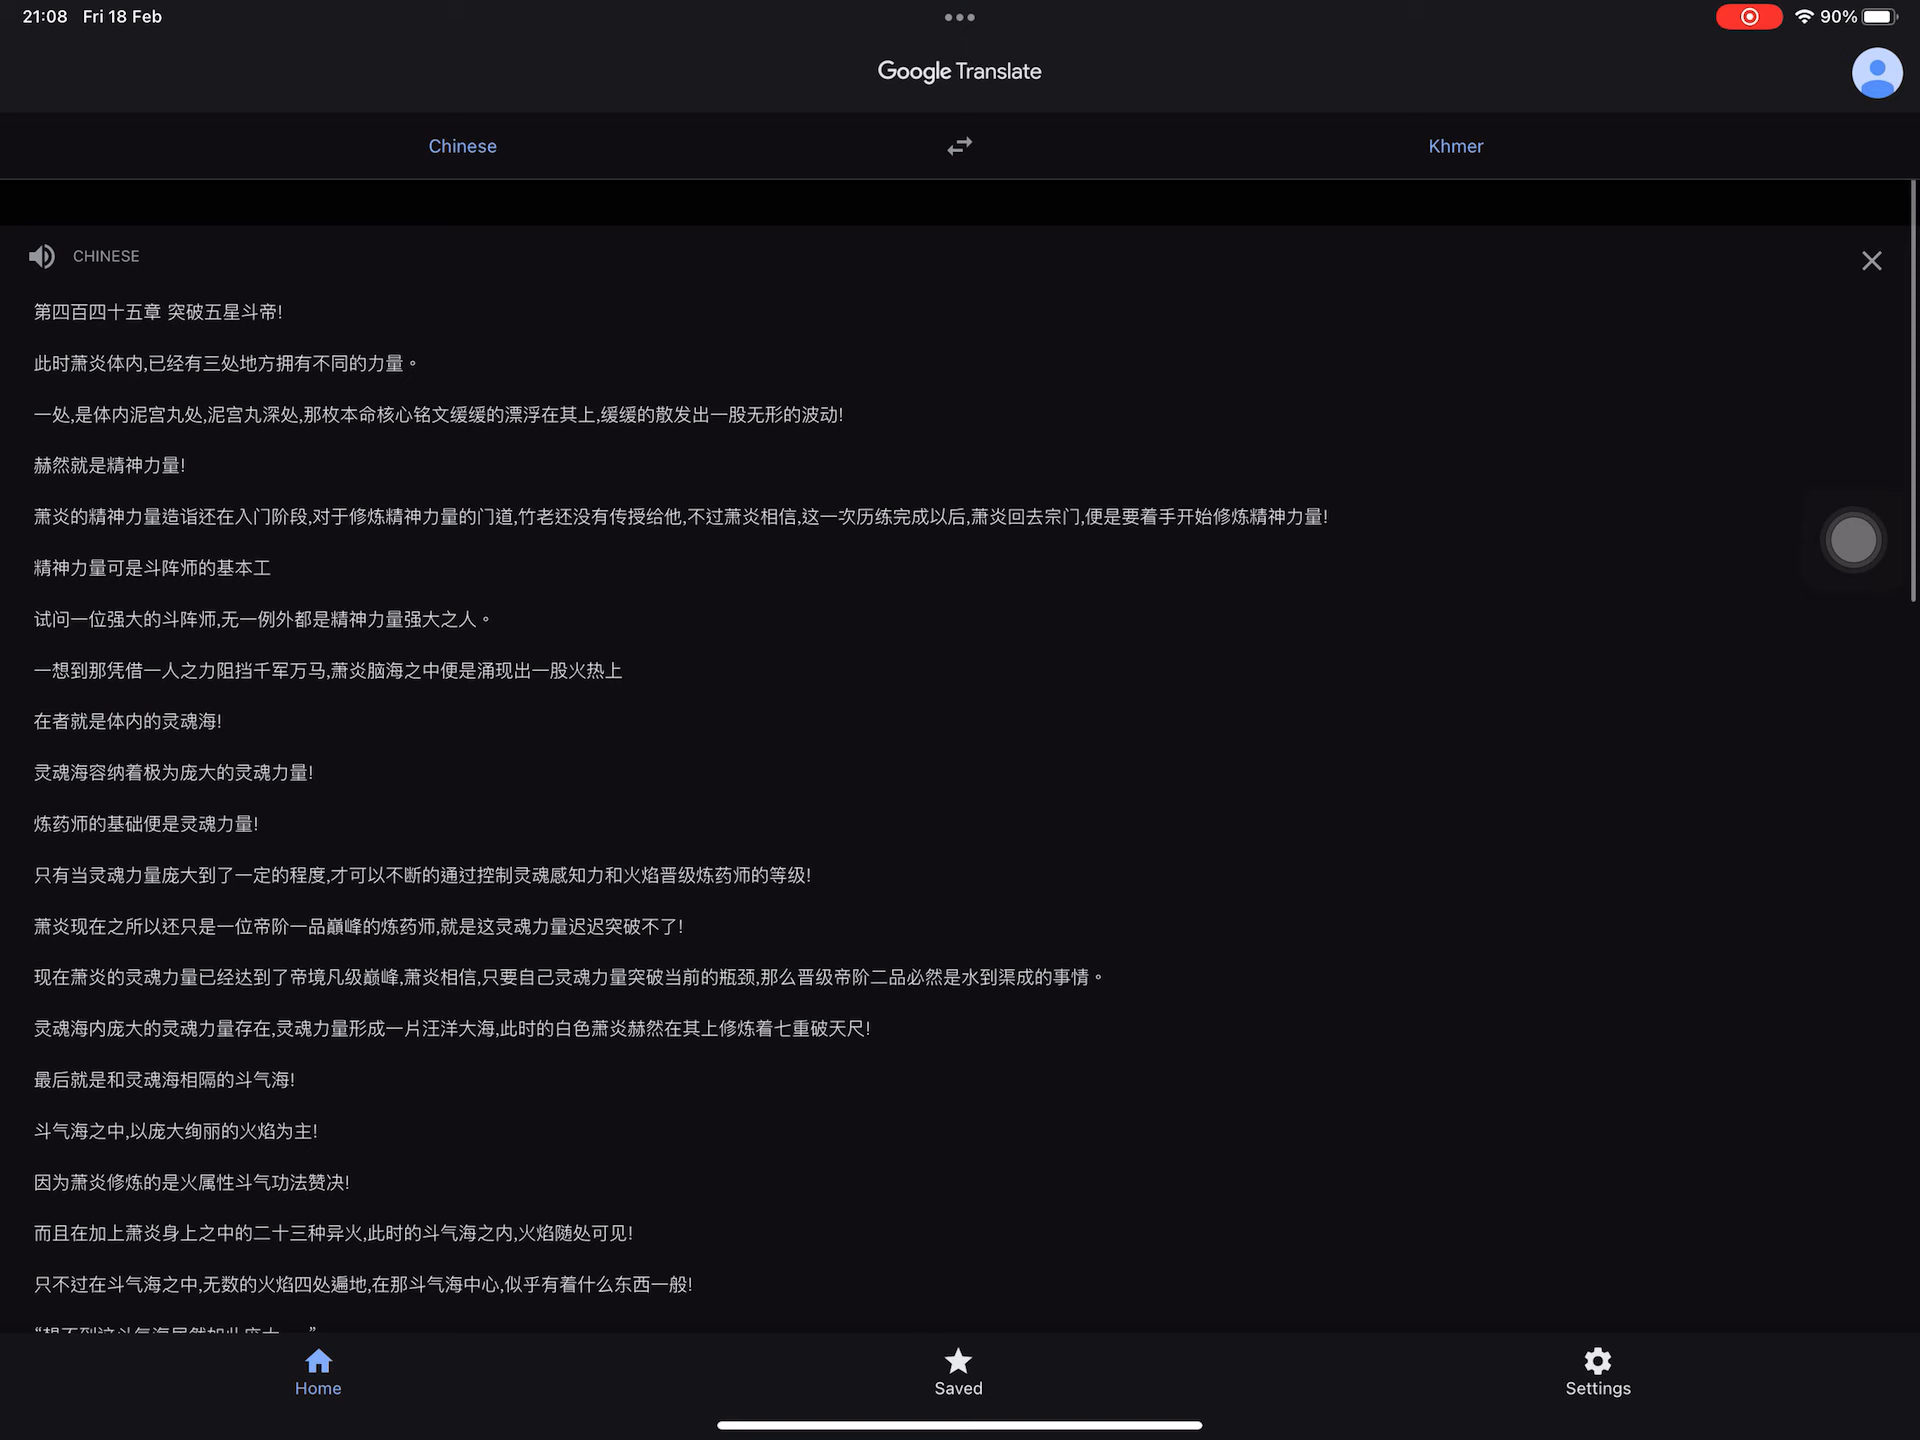 21:08 Fri 18 Feb
90%
Google Translate
Chinese
Khmer
CHINESE
第四百四十五章 突破五星斗帝!
此时萧炎体内,已经有三处地方拥有不同的力量。
一处,是体内泥宫丸处,泥宫丸深处,那枚本命核心铭文缓缓的漂浮在其上,缓缓的散发出一股无形的波动!
赫然就是精神力量!
萧炎的精神力量造诣还在入门阶段,对于修炼精神力量的门道,竹老还没有传授给他,不过萧炎相信,这一次历练完成以后,萧炎回去宗门,便是要着手开始修炼精神力量!
精神力量可是斗阵师的基本工
试问一位强大的斗阵师,无一例外都是精神力量强大之人。
一想到那凭借一人之力阻挡千军万马,萧炎脑海之中便是涌现出一股火热上
在者就是体内的灵魂海!
灵魂海容纳着极为庞大的灵魂力量!
炼药师的基础便是灵魂力量!
只有当灵魂力量庞大到了一定的程度,才可以不断的通过控制灵魂感知力和火焰晋级炼药师的等级!
萧炎现在之所以还只是一位帝阶一品巅峰的炼药师,就是这灵魂力量迟迟突破不了!
现在萧炎的灵魂力量已经达到了帝境凡级巅峰,萧炎相信,只要自己灵魂力量突破当前的瓶颈,那么晋级帝阶二品必然是水到渠成的事情。
灵魂海内庞大的灵魂力量存在,灵魂力量形成一片汪洋大海,此时的白色萧炎赫然在其上修炼着七重破天尺!
最后就是和灵魂海相隔的斗气海!
斗气海之中,以庞大绚丽的火焰为主!
因为萧炎修炼的是火属性斗气功法赞决!
而且在加上萧炎身上之中的二十三种异火,此时的斗气海之内,火焰随处可见!
只不过在斗气海之中,无数的火焰四处遍地,在那斗气海中心,似乎有着什么东西一般!
Home
Saved
Settings